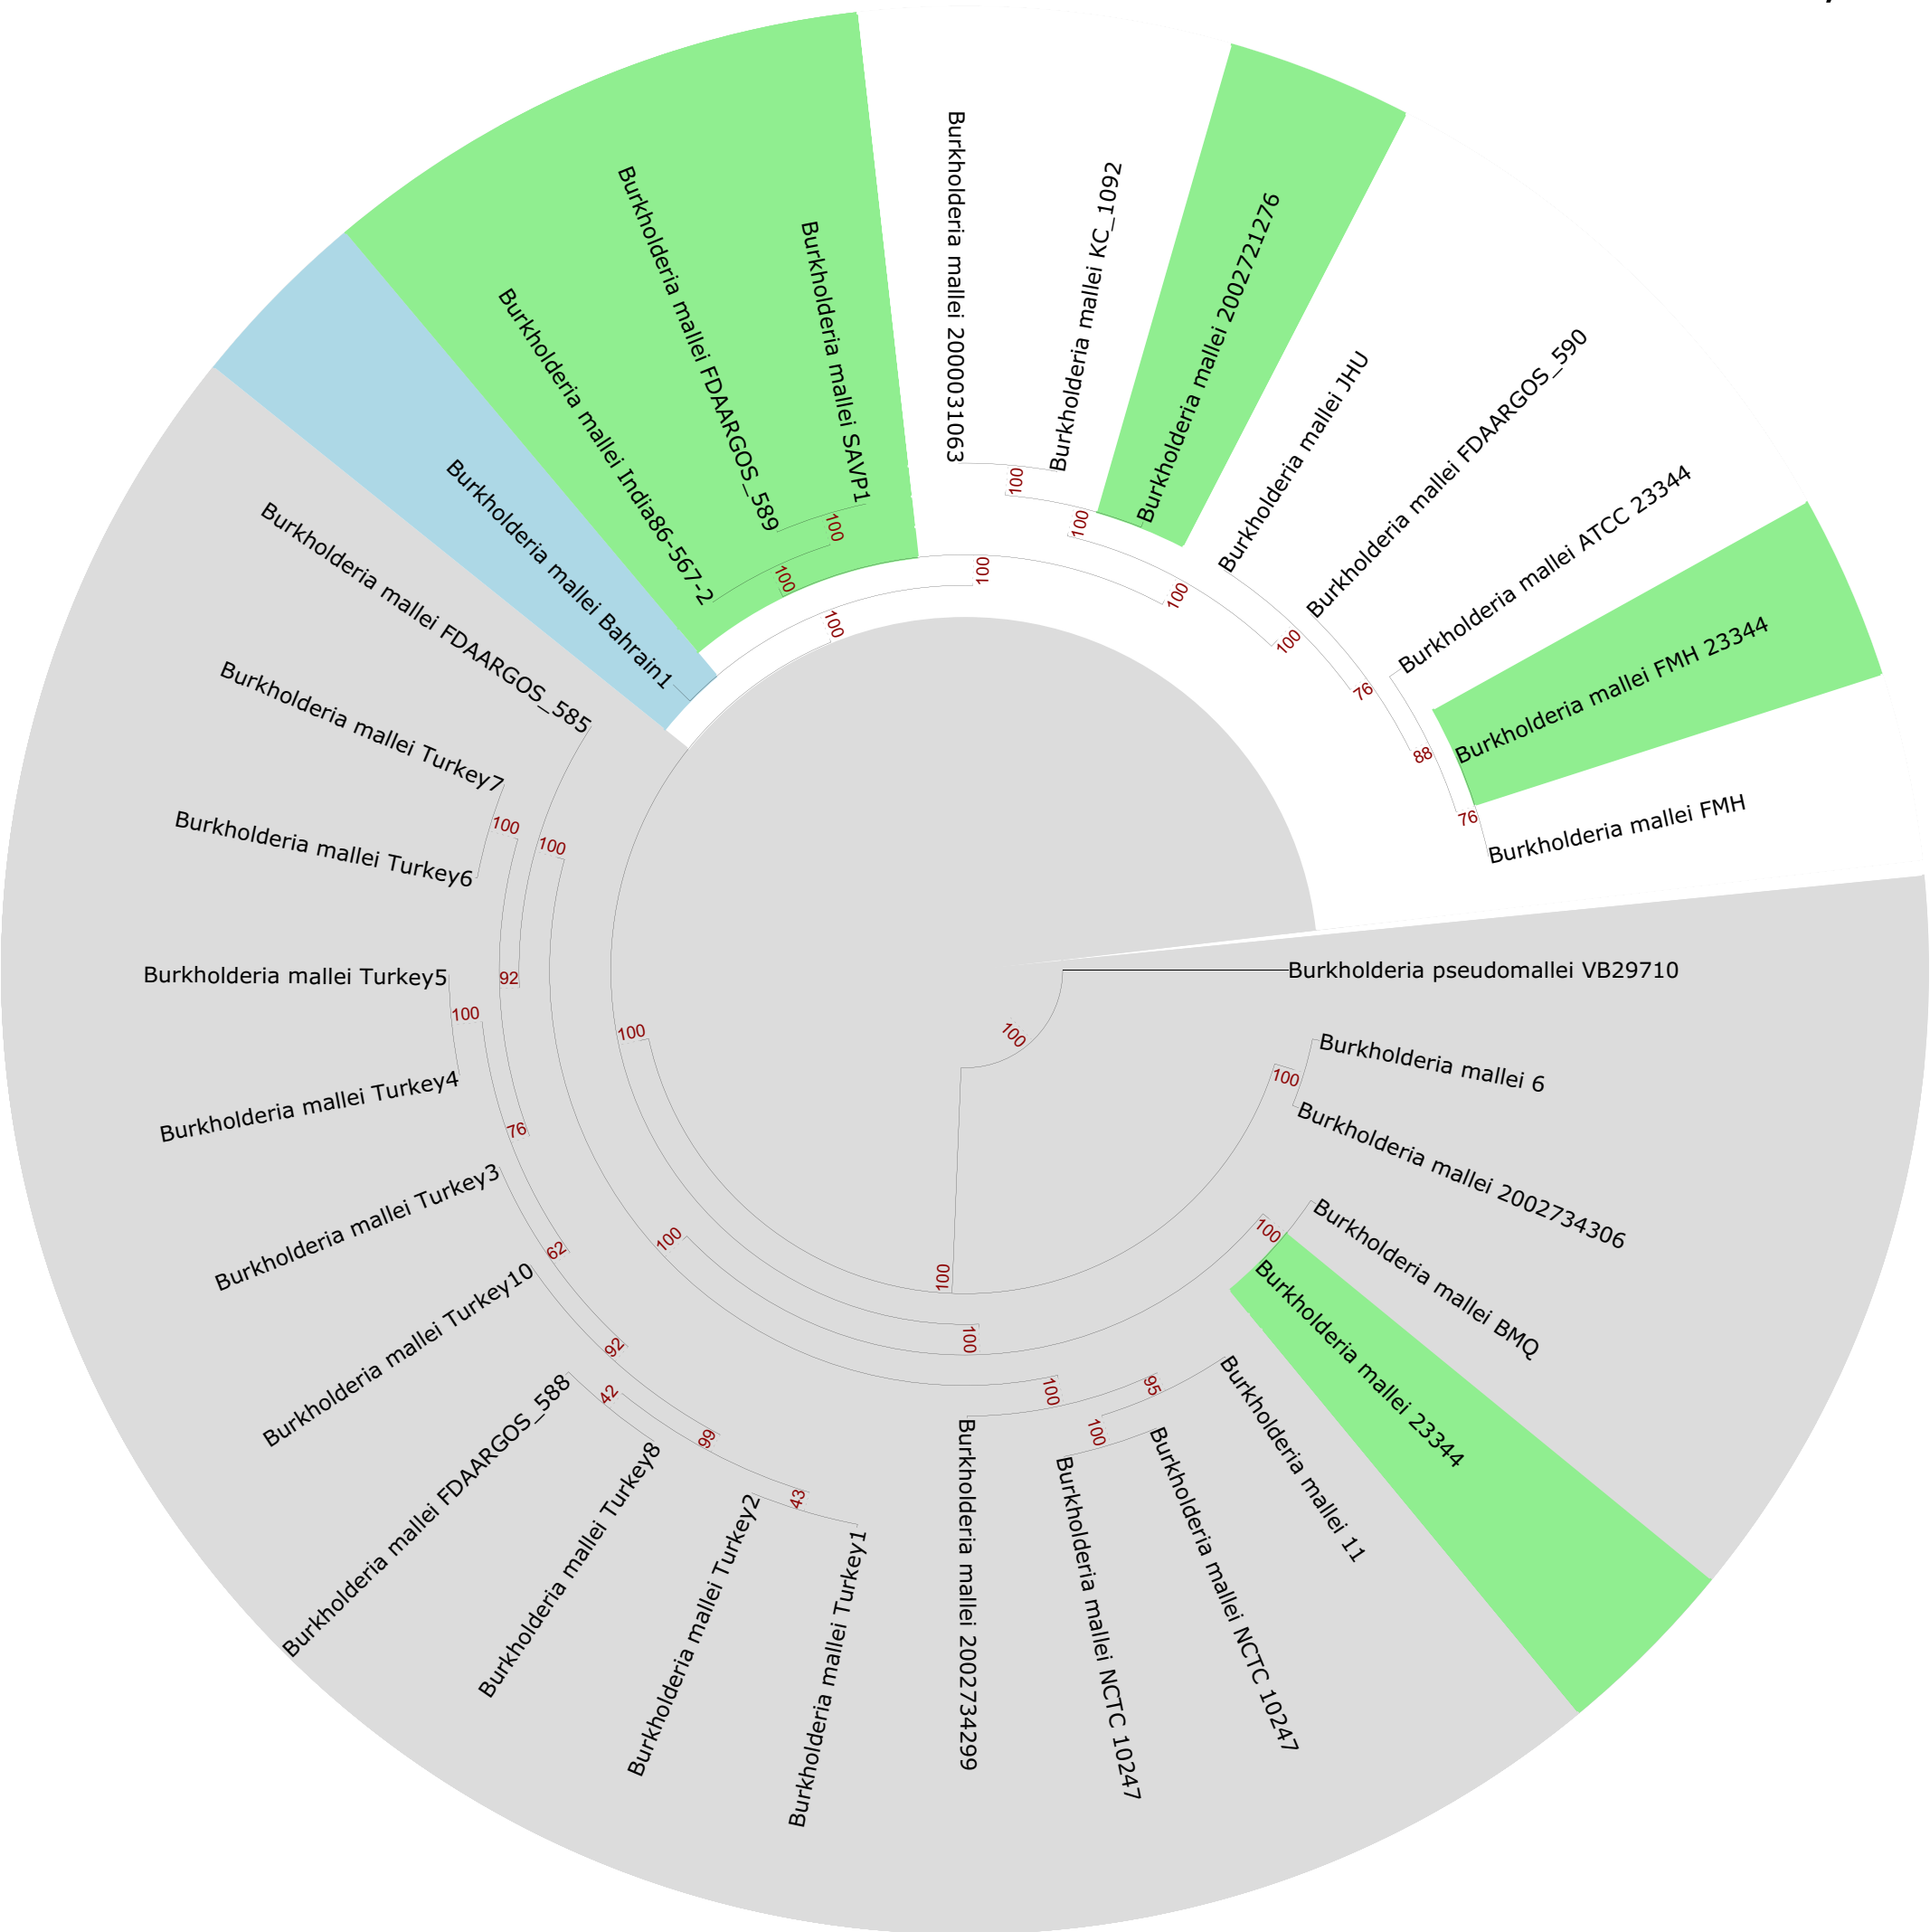 Burkholderia mallei 2000031063
Burkholderia mallei KC_1092
Burkholderia mallei 2002721276
Burkholderia mallei JHU
Burkholderia mallei FDAARGOS_590
Burkholderia mallei ATCC 23344
Burkholderia mallei FMH 23344
Burkholderia mallei FMH
Burkholderia pseudomallei VB29710
Burkholderia mallei 6
Burkholderia mallei 2002734306
Burkholderia mallei BMQ
Burkholderia mallei 23344
Burkholderia mallei 11
Burkholderia mallei NCTC 10247
Burkholderia mallei NCTC 10247
Burkholderia mallei 2002734299
Burkholderia mallei Turkey1
Burkholderia mallei Turkey2
Burkholderia mallei Turkey8
Burkholderia mallei FDAARGOS_588
Burkholderia mallei Turkey10
Burkholderia mallei Turkey3
Burkholderia mallei Turkey4
Burkholderia mallei Turkey5
Burkholderia mallei Turkey6
Burkholderia mallei Turkey7
Burkholderia mallei FDAARGOS_585
Burkholderia mallei Bahrain1
Burkholderia mallei India86-567-2
Burkholderia mallei FDAARGOS_589
Burkholderia mallei SAVP1
100
100
100
100
100
100
100
100
76
88
76
100
100
100
92
100
76
62
92
42
99
43
100
100
100
100
95
100
100
100
100
100